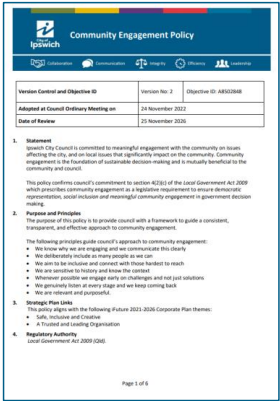 City of
Ipswich
Community Engagement Policy
Collaboration
Communication
Integrity
Efficiency
Leadership
Version Control and Objective ID
Version No: 2
Objective ID: A8502848
Adopted at Council Ordinary Meeting on
24 November 2022
Date of Review
25 November 2026
1. Statement
Ipswich City Council is committed to meaningful engagement with the community on issues
affecting the city, and on local issues that significantly impact on the community. Community
engagement is the foundation of sustainable decision-making and is mutually beneficial to the
community and council.
This policy confirms council's commitment to section 4(2)(c) of the Local Government Act 2009
which prescribes community engagement as a legislative requirement to ensure democratic
representation, social inclusion and meaningful community engagement in government decision
making.
2. Purpose and Principles
The purpose of this policy is to provide council with a framework to guide a consistent,
transparent, and effective approach to community engagement.
The following principles guide council's approach to community engagement:
• We know why we are engaging and we communicate this clearly
• We deliberately include as many people as we can
• We aim to be inclusive and connect with those hardest to reach
• We are sensitive to history and know the context
• Whenever possible we engage early on challenges and not just solutions
• We genuinely listen at every stage and we keep coming back
• We are relevant and purposeful.
3. Strategic Plan Links
This policy aligns with the following iFuture 2021-2026 Corporate Plan themes:
• Safe, Inclusive and Creative
• A Trusted and Leading Organisation
4. Regulatory Authority
Local Government Act 2009 (Qld).
Page 1 of 6